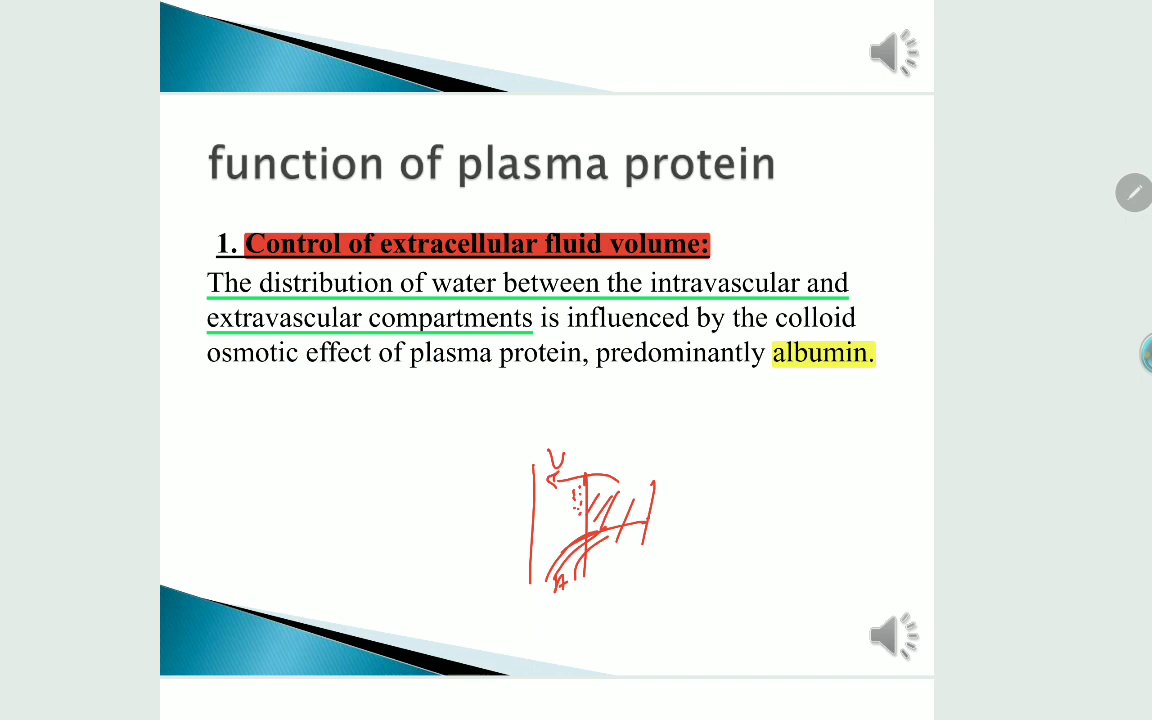 function of plasma protein
1. Control of extracellular fluid volume:
The distribution of water between the intravascular and
extravascular compartments is influenced by the colloid
osmotic effect of plasma protein, predominantly albumin.
V
A